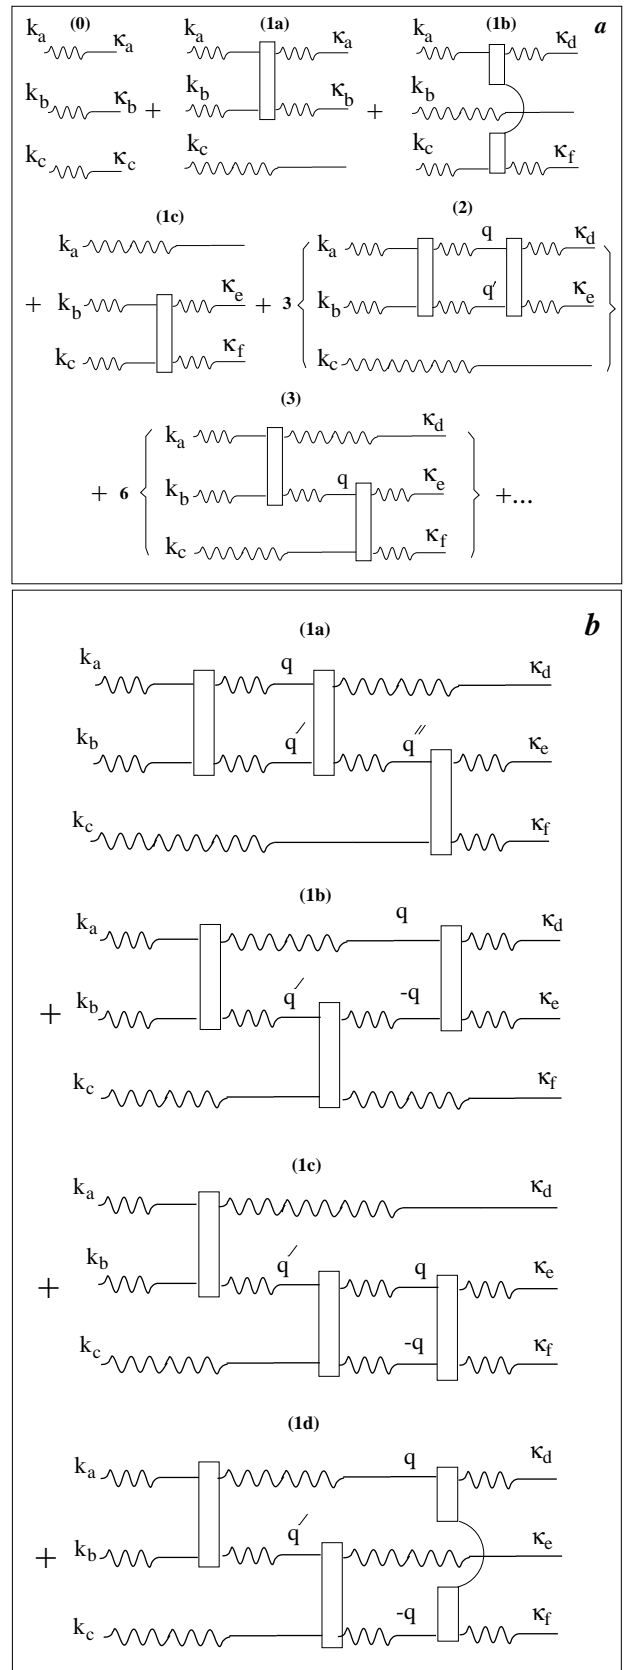 (0) (1a) (1b) a
k_a κ_a k_a κ_a k_a κ_d
k_b κ_b + k_b κ_b + k_b
k_c κ_c k_c k_c κ_f
(1c) (2)
k_a k_a q κ_d
+ k_b κ_e + 3 { k_b q′ κ_e }
k_c κ_f k_c
(3)
k_a κ_d
+ 6 { k_b q κ_e } +...
k_c κ_f
b
(1a)
k_a q κ_d
k_b q′ q″ κ_e
k_c κ_f
(1b)
k_a q κ_d
+ k_b q′ -q κ_e
k_c κ_f
(1c)
k_a κ_d
+ k_b q′ q κ_e
k_c -q κ_f
(1d)
k_a q κ_d
+ k_b q′ κ_e
k_c -q κ_f